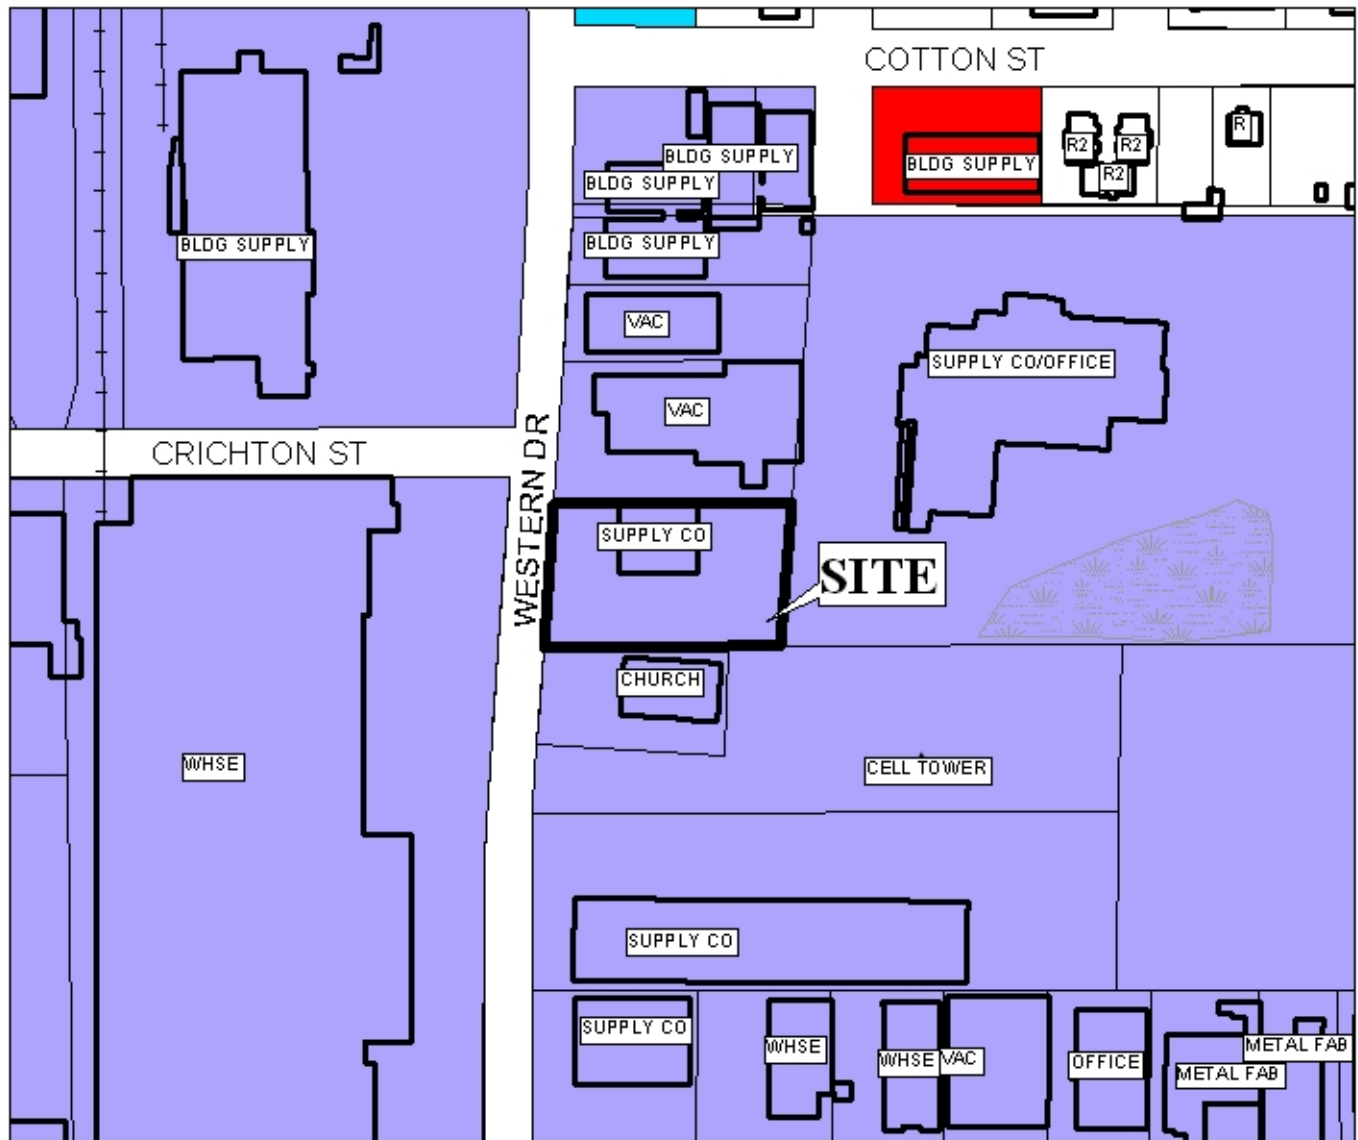 COTTON ST
R
R2
R2
BLDG SUPPLY
BLDG SUPPLY
R2
BLDG SUPPLY
BLDG SUPPLY
BLDG SUPPLY
VAC
SUPPLY CO/OFFICE
VAC
CRICHTON ST
WESTERN DR
SUPPLY CO
SITE
CHURCH
WHSE
CELL TOWER
SUPPLY CO
SUPPLY CO
WHSE
WHSE
VAC
OFFICE
METAL FAB
METAL FAB